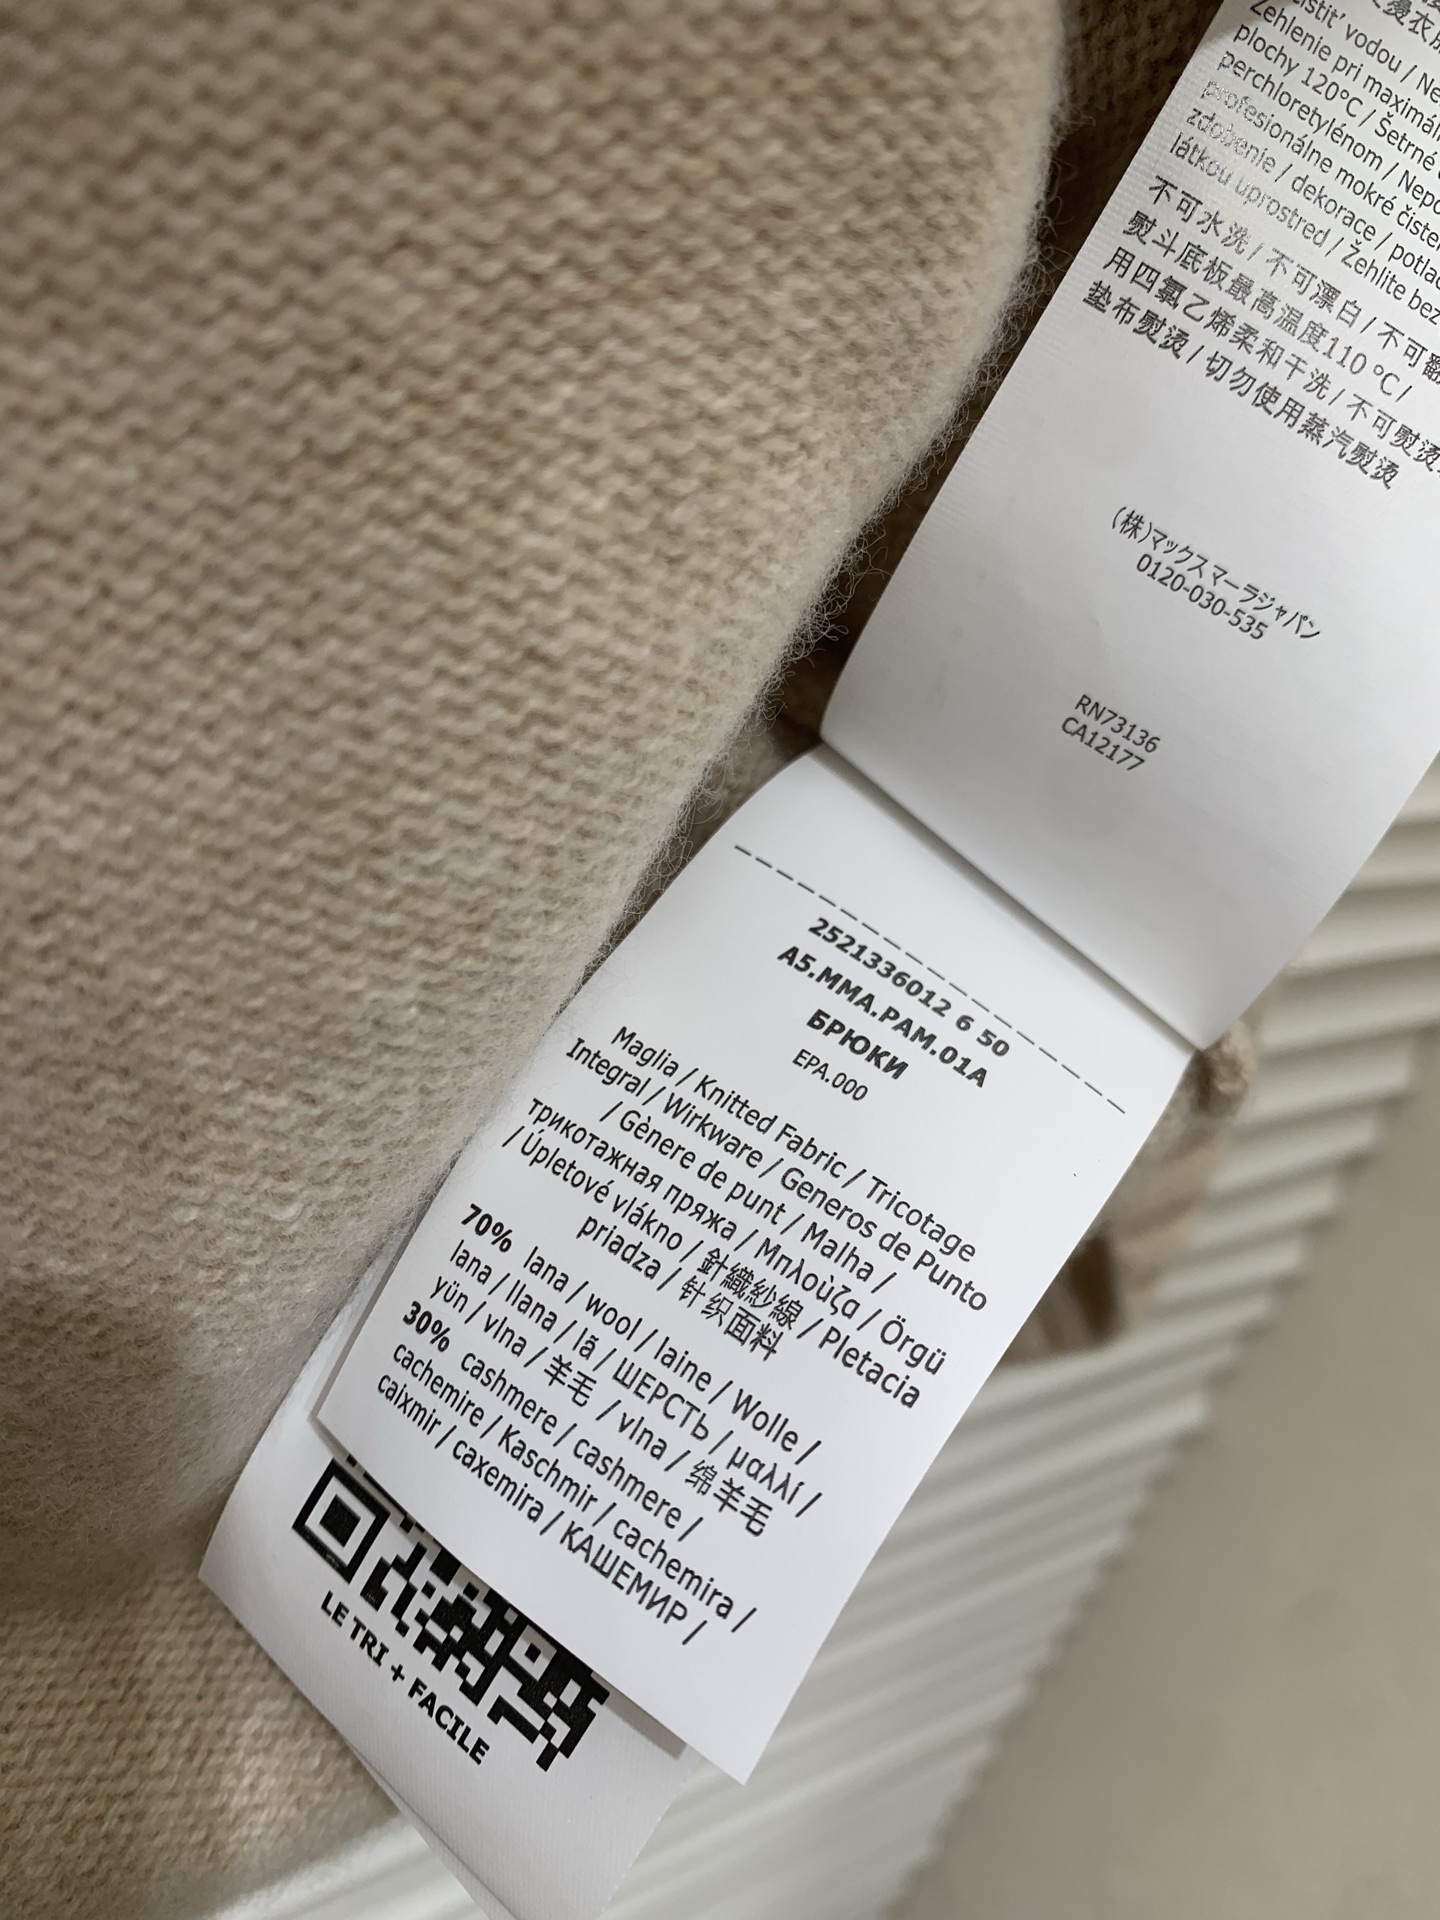 istit' vodou / Ne
Žehlenie pri maximál
plochy 120°C / Šetrné
perchloretylénom / Nepo
profesionálne mokré čiste
zdobenie / dekorace / potlač
látkou uprostred / Žehlite bez
不可水洗 / 不可漂白 / 不可翻
熨斗底板最高温度110 °C /
用四氯乙烯柔和干洗 / 不可熨烫
垫布熨烫 / 切勿使用蒸汽熨烫
(株)マックスマーラジャパン
0120-030-535
RN73136
CA12177
2521336012 6 50
A5.MMA.PAM.01A
БРЮКИ
EPA.000
Maglia / Knitted Fabric / Tricotage
Integral / Wirkware / Generos de Punto
/ Gènere de punt / Malha /
трикотажная пряжа / Μπλούζα / Örgü
/ Úpletové vlákno / 針織紗線 / Pletacia
priadza / 针织面料
70% lana / wool / laine / Wolle /
lana / llana / lã / ШЕРСТЬ / μαλλί /
yün / vlna / 羊毛 / vlna / 绵羊毛
30% cashmere / cashmere /
cachemire / Kaschmir / cachemira /
caixmir / caxemira / КАШЕМИР /
LE TRI + FACILE